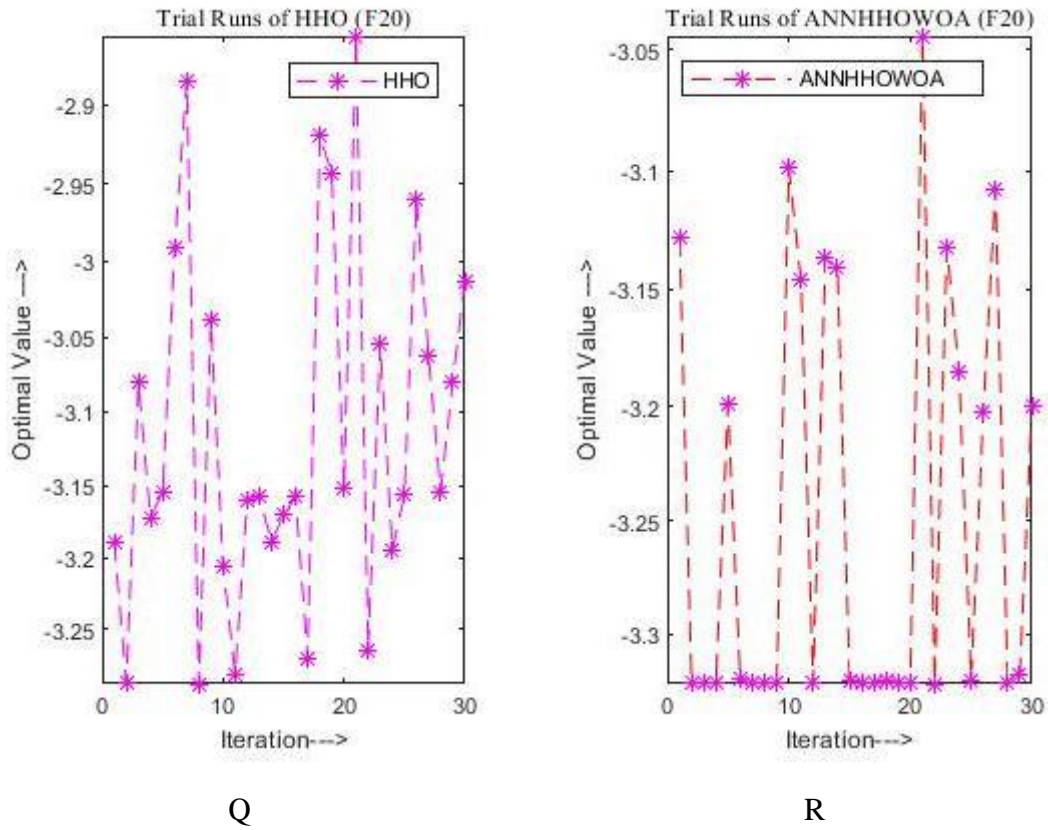 Trial Runs of HHO (F20)
HHO
-2.9
-2.95
-3
-3.05
-3.1
-3.15
-3.2
-3.25
Optimal Value --->
0
10
20
30
Iteration--->
Q
Trial Runs of ANNHHOWOA (F20)
ANNHHOWOA
-3.05
-3.1
-3.15
-3.2
-3.25
-3.3
Optimal Value --->
0
10
20
30
Iteration--->
R